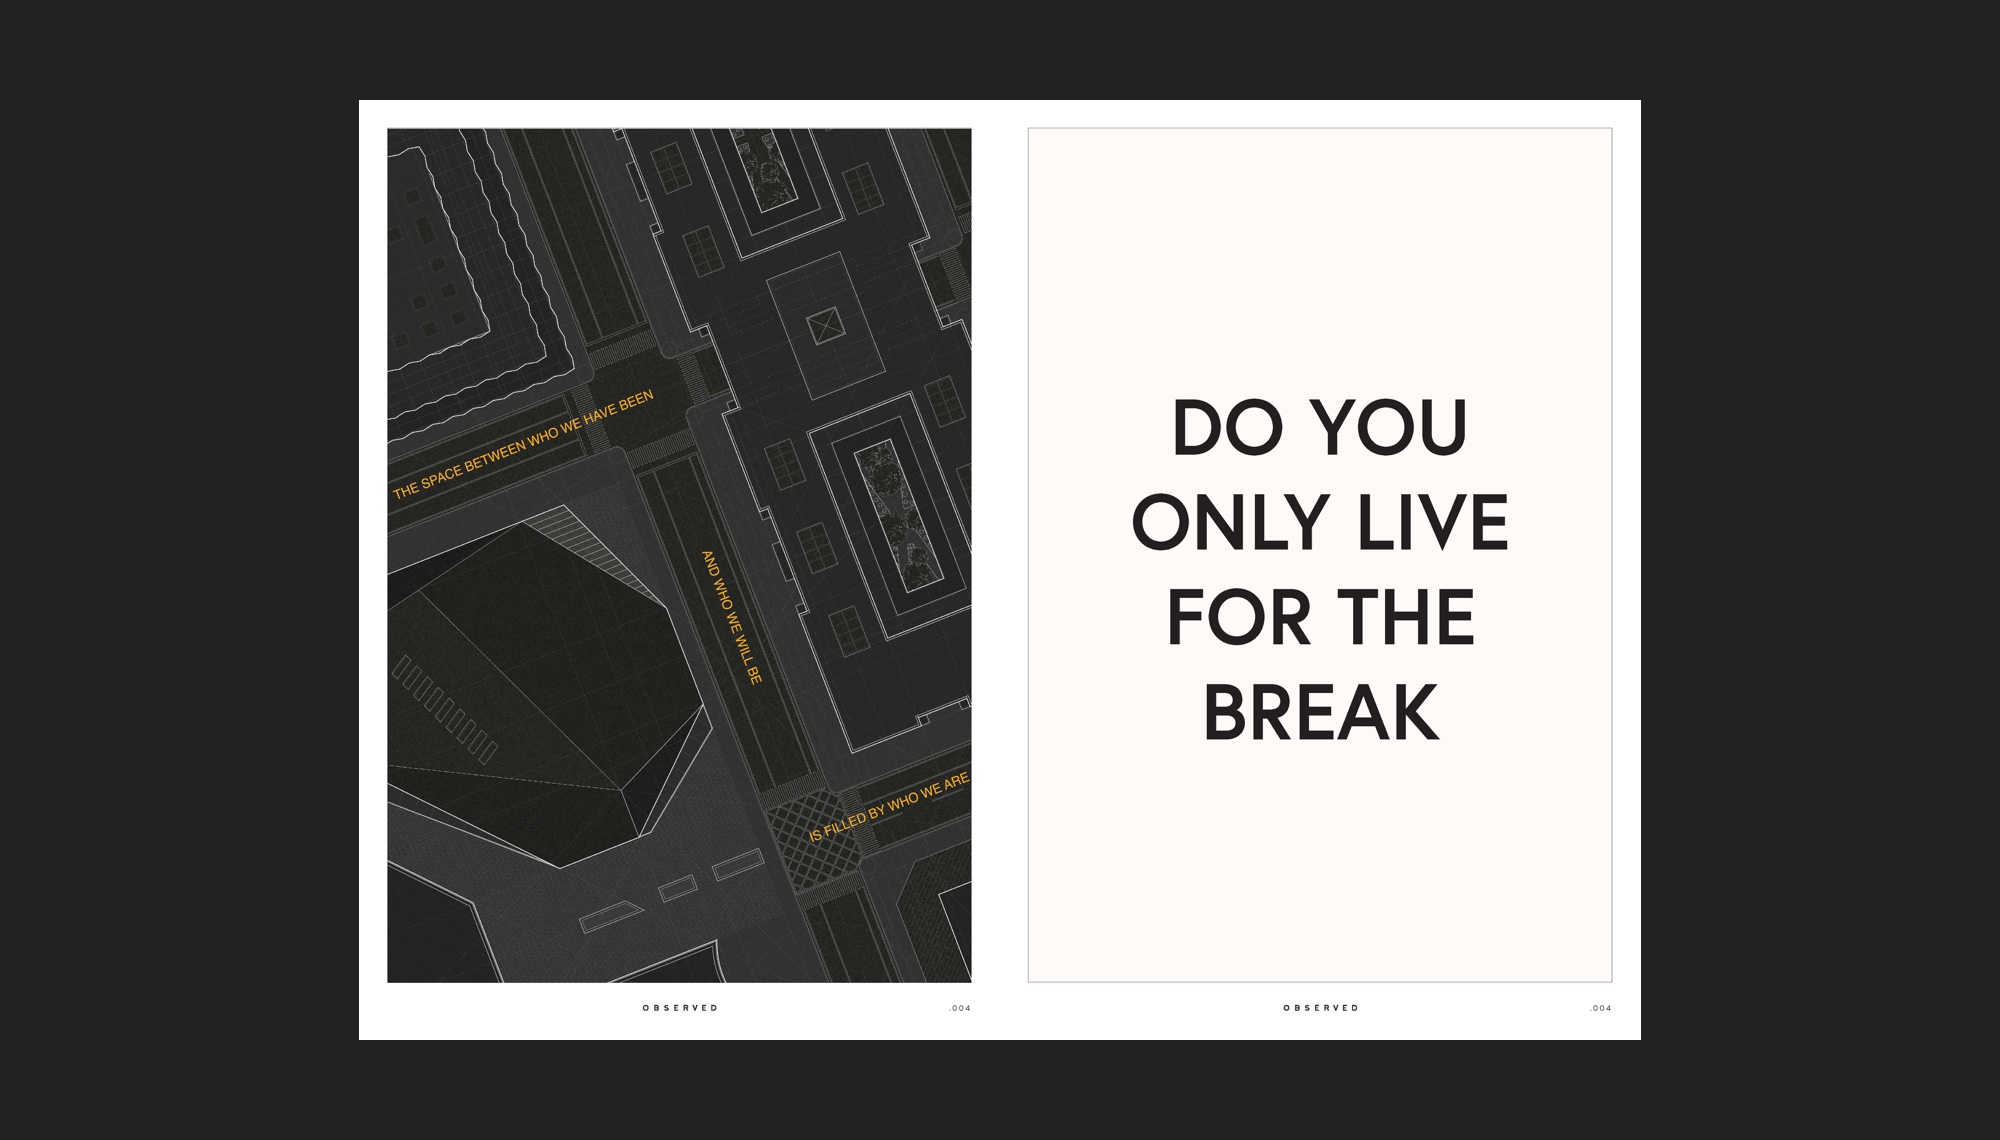 THE SPACE BETWEEN WHO WE HAVE BEEN
AND WHO WE WILL BE
IS FILLED BY WHO WE ARE
OBSERVED
.004
DO YOU
ONLY LIVE
FOR THE
BREAK
OBSERVED
.004